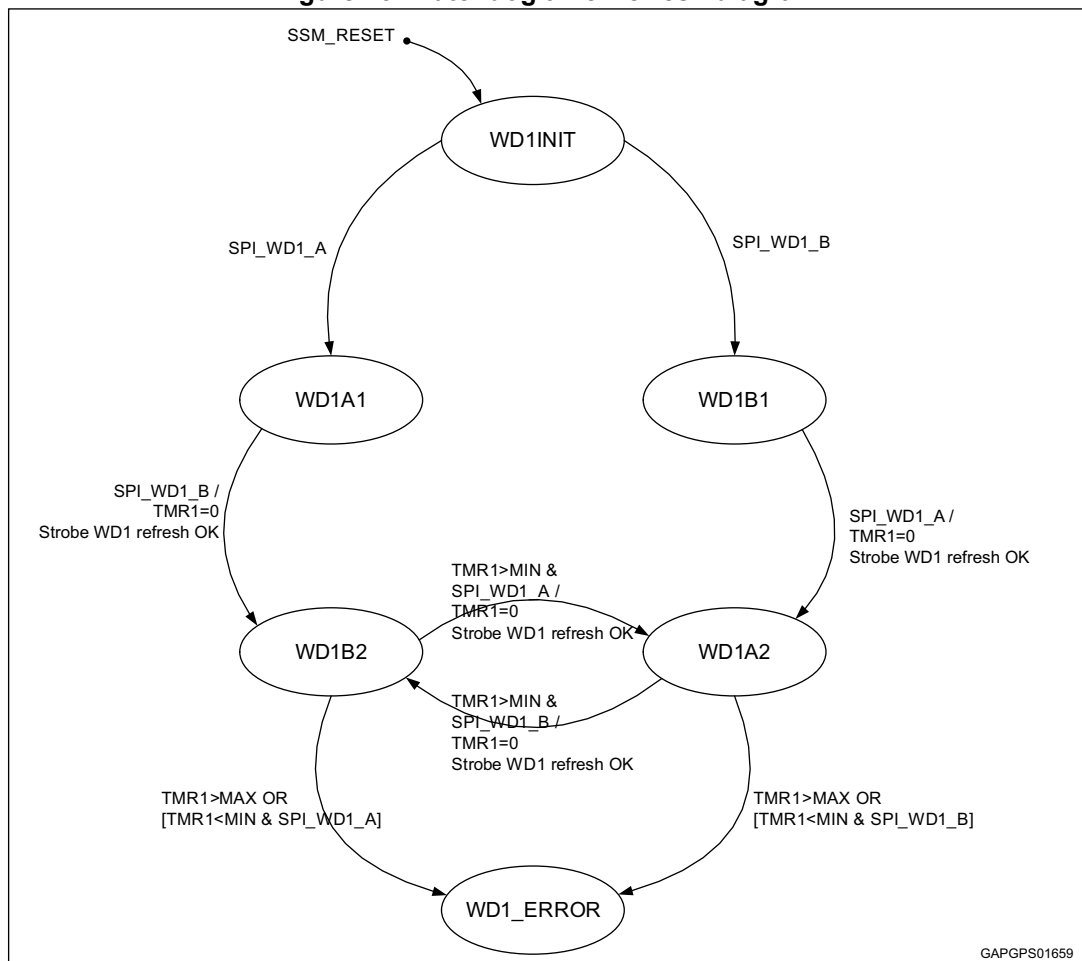 SSM_RESET
WD1INIT
SPI_WD1_A
SPI_WD1_B
WD1A1
WD1B1
SPI_WD1_B /
TMR1=0
Strobe WD1 refresh OK
SPI_WD1_A /
TMR1=0
Strobe WD1 refresh OK
TMR1>MIN &
SPI_WD1_A /
TMR1=0
Strobe WD1 refresh OK
WD1B2
WD1A2
TMR1>MIN &
SPI_WD1_B /
TMR1=0
Strobe WD1 refresh OK
TMR1>MAX OR
[TMR1<MIN & SPI_WD1_A]
TMR1>MAX OR
[TMR1<MIN & SPI_WD1_B]
WD1_ERROR
GAPGPS01659